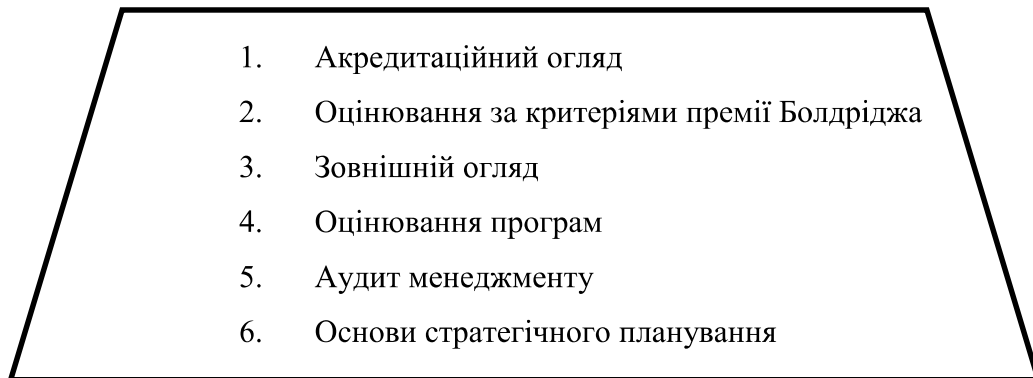 1. Акредитаційний огляд
2. Оцінювання за критеріями премії Болдріджа
3. Зовнішній огляд
4. Оцінювання програм
5. Аудит менеджменту
6. Основи стратегічного планування